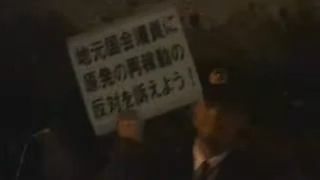 地元国会議員に
原発の再稼動の
反対を訴えよう！